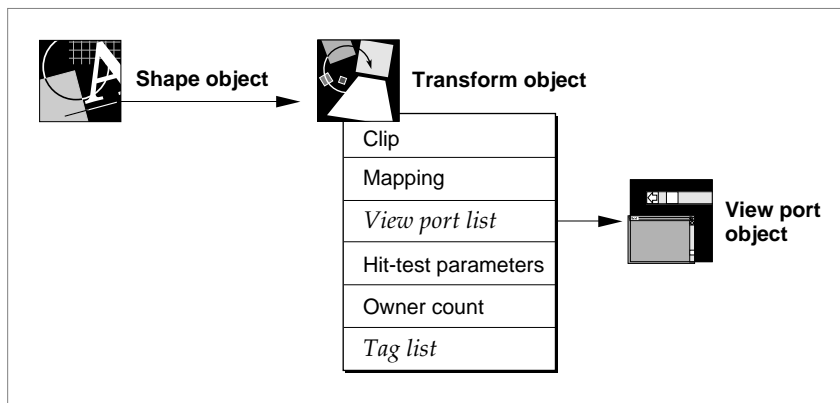 Shape object
Transform object
Clip
Mapping
View port list
Hit-test parameters
Owner count
Tag list
View port
object